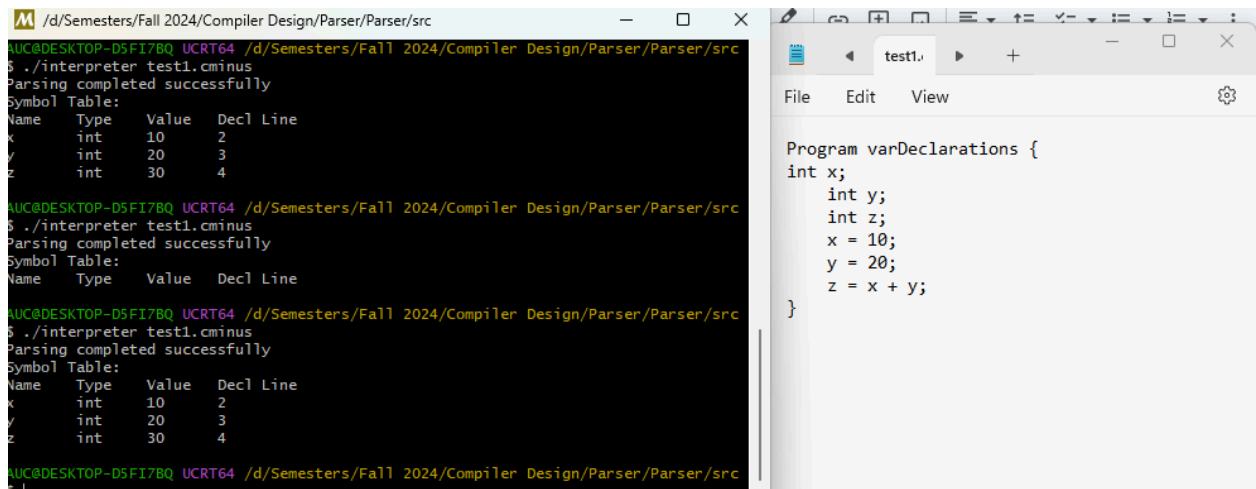 /d/Semesters/Fall 2024/Compiler Design/Parser/Parser/src
AUC@DESKTOP-D5FI7BQ UCRT64 /d/Semesters/Fall 2024/Compiler Design/Parser/Parser/src
$ ./interpreter test1.cminus
Parsing completed successfully
Symbol Table:
Name Type Value Decl Line
x int 10 2
y int 20 3
z int 30 4
AUC@DESKTOP-D5FI7BQ UCRT64 /d/Semesters/Fall 2024/Compiler Design/Parser/Parser/src
$ ./interpreter test1.cminus
Parsing completed successfully
Symbol Table:
Name Type Value Decl Line
AUC@DESKTOP-D5FI7BQ UCRT64 /d/Semesters/Fall 2024/Compiler Design/Parser/Parser/src
$ ./interpreter test1.cminus
Parsing completed successfully
Symbol Table:
Name Type Value Decl Line
x int 10 2
y int 20 3
z int 30 4
AUC@DESKTOP-D5FI7BQ UCRT64 /d/Semesters/Fall 2024/Compiler Design/Parser/Parser/src
$
test1.
File Edit View
Program varDeclarations {
int x;
int y;
int z;
x = 10;
y = 20;
z = x + y;
}